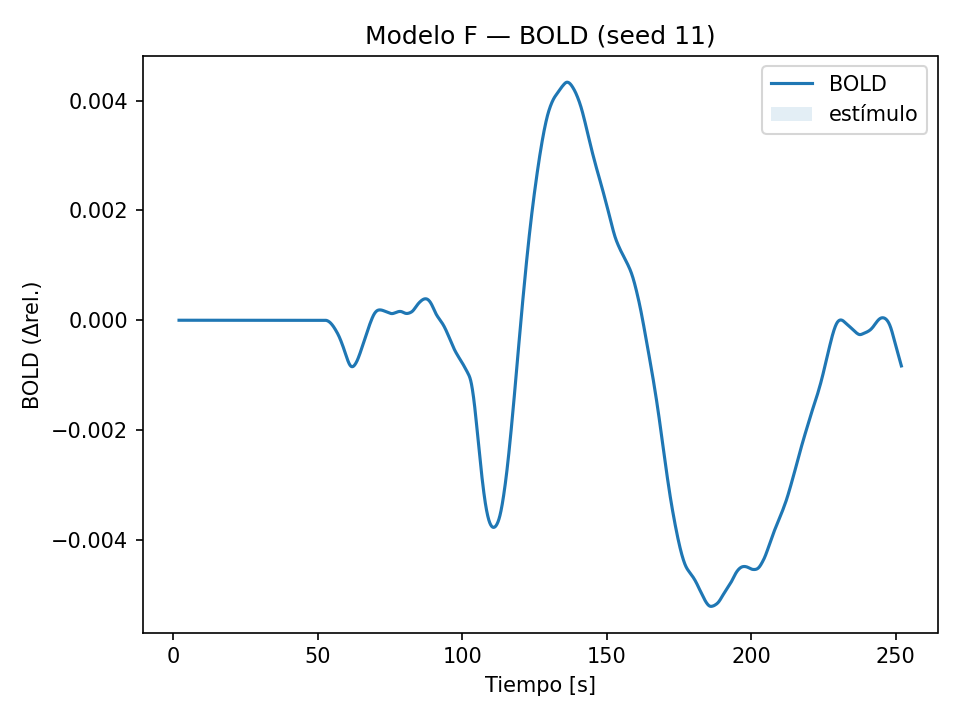 Modelo F — BOLD (seed 11)
BOLD
estímulo
BOLD (Δrel.)
0.004
0.002
0.000
−0.002
−0.004
0
50
100
150
200
250
Tiempo [s]